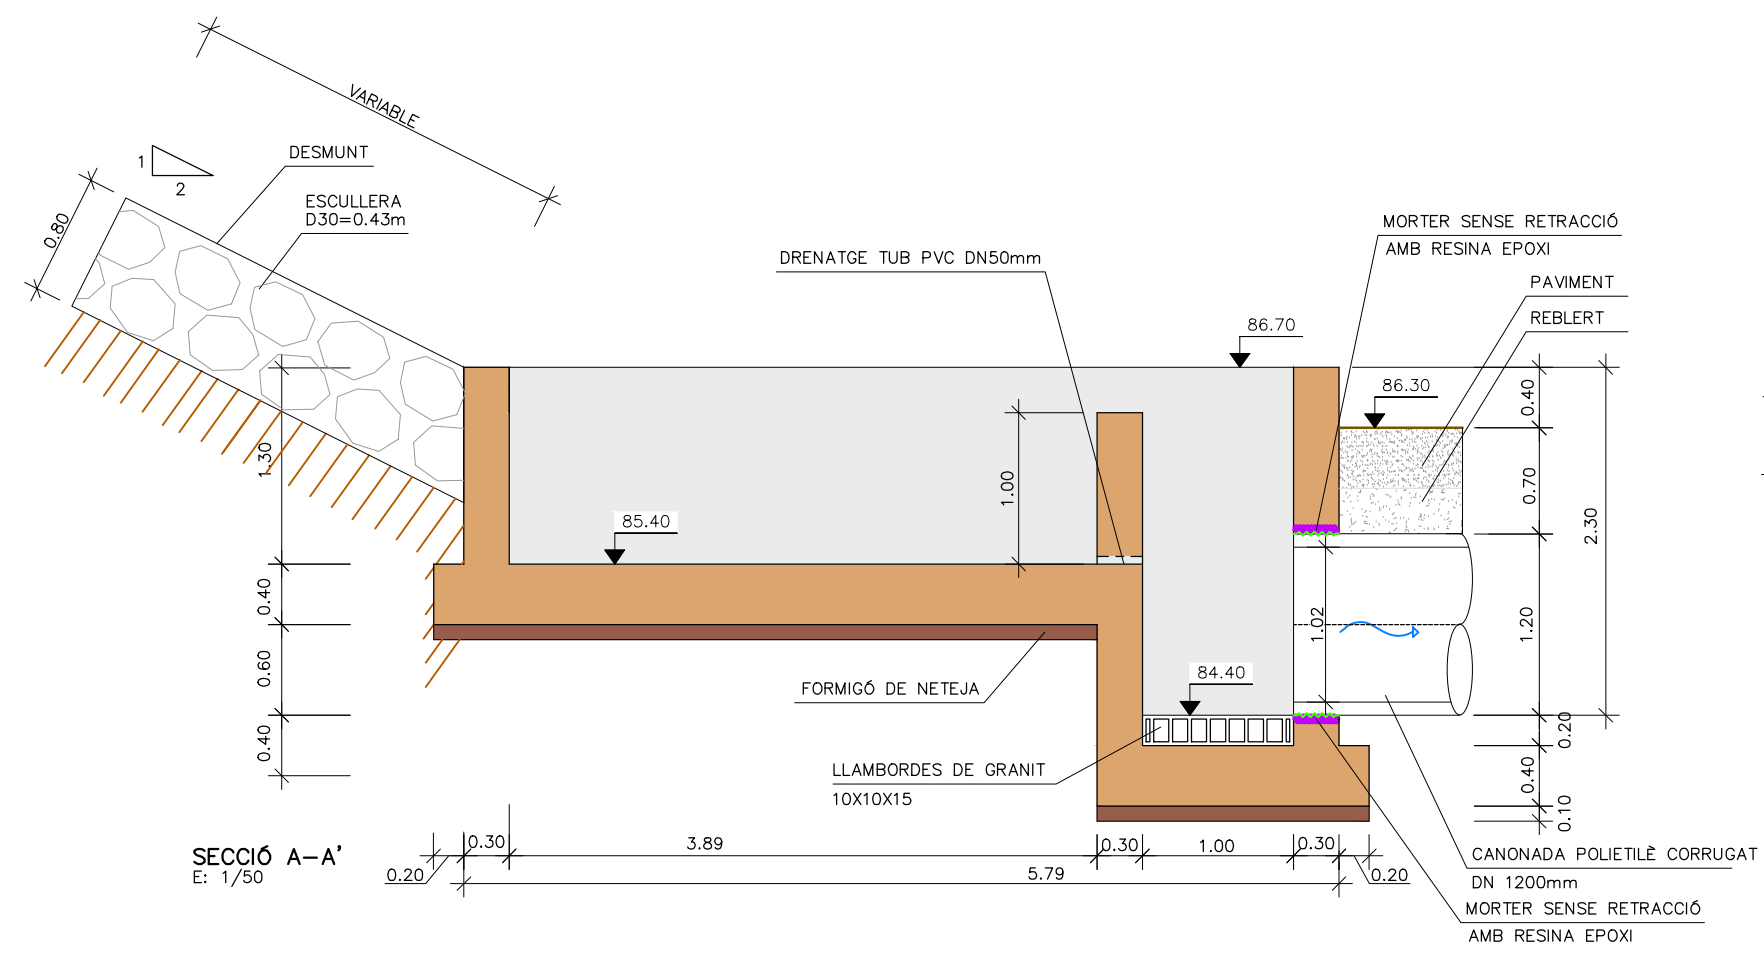 VARIABLE
1
2
DESMUNT
0.80
ESCULLERA
D30=0.43m
MORTER SENSE RETRACCIÓ
AMB RESINA EPOXI
DRENATGE TUB PVC DN50mm
PAVIMENT
REBLERT
86.70
86.30
0.40
1.30
1.00
0.70
2.30
85.40
0.40
1.02
1.20
0.60
84.40
FORMIGÓ DE NETEJA
0.40
0.20
LLAMBORDES DE GRANIT
10X10X15
0.40
0.10
SECCIÓ A-A'
E: 1/50
0.20
0.30
3.89
0.30
1.00
0.30
0.20
5.79
CANONADA POLIETILÈ CORRUGAT
DN 1200mm
MORTER SENSE RETRACCIÓ
AMB RESINA EPOXI